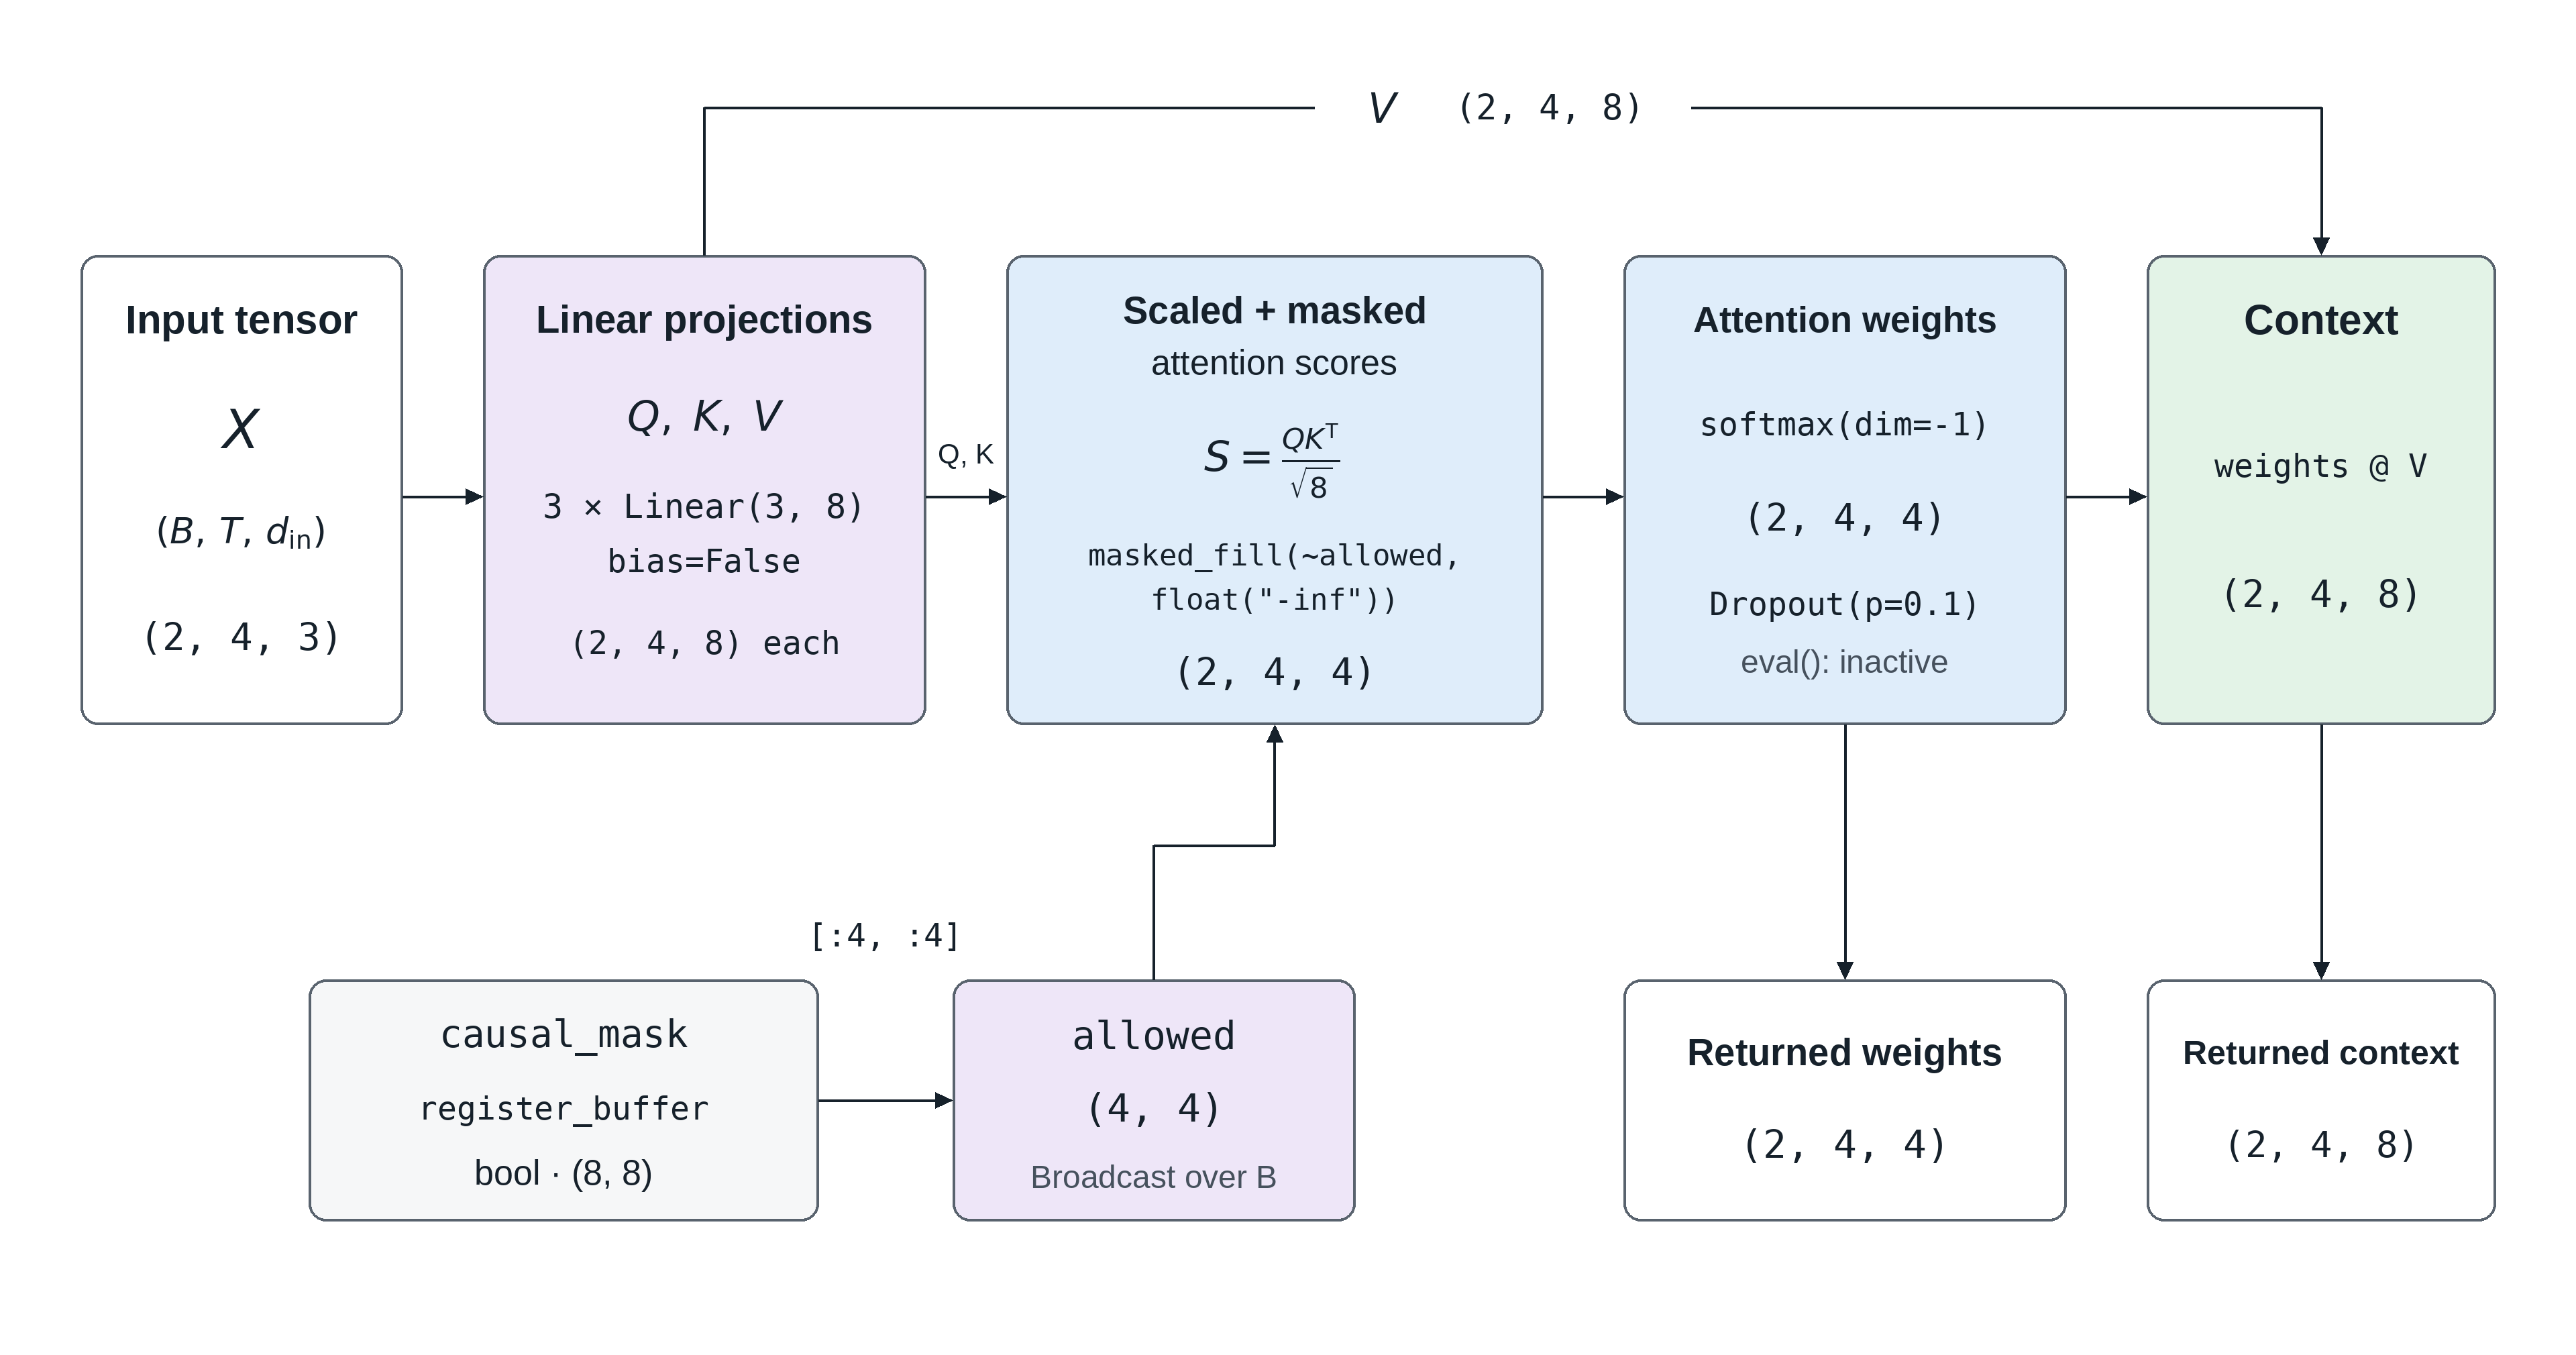 V (2, 4, 8)
Input tensor
X
(B, T, d_in)
(2, 4, 3)
Linear projections
Q, K, V
3 × Linear(3, 8)
bias=False
(2, 4, 8) each
Q, K
Scaled + masked
attention scores
S = QK^T / √8
masked_fill(~allowed,
float("-inf"))
(2, 4, 4)
Attention weights
softmax(dim=-1)
(2, 4, 4)
Dropout(p=0.1)
eval(): inactive
Context
weights @ V
(2, 4, 8)
causal_mask
register_buffer
bool · (8, 8)
[:4, :4]
allowed
(4, 4)
Broadcast over B
Returned weights
(2, 4, 4)
Returned context
(2, 4, 8)